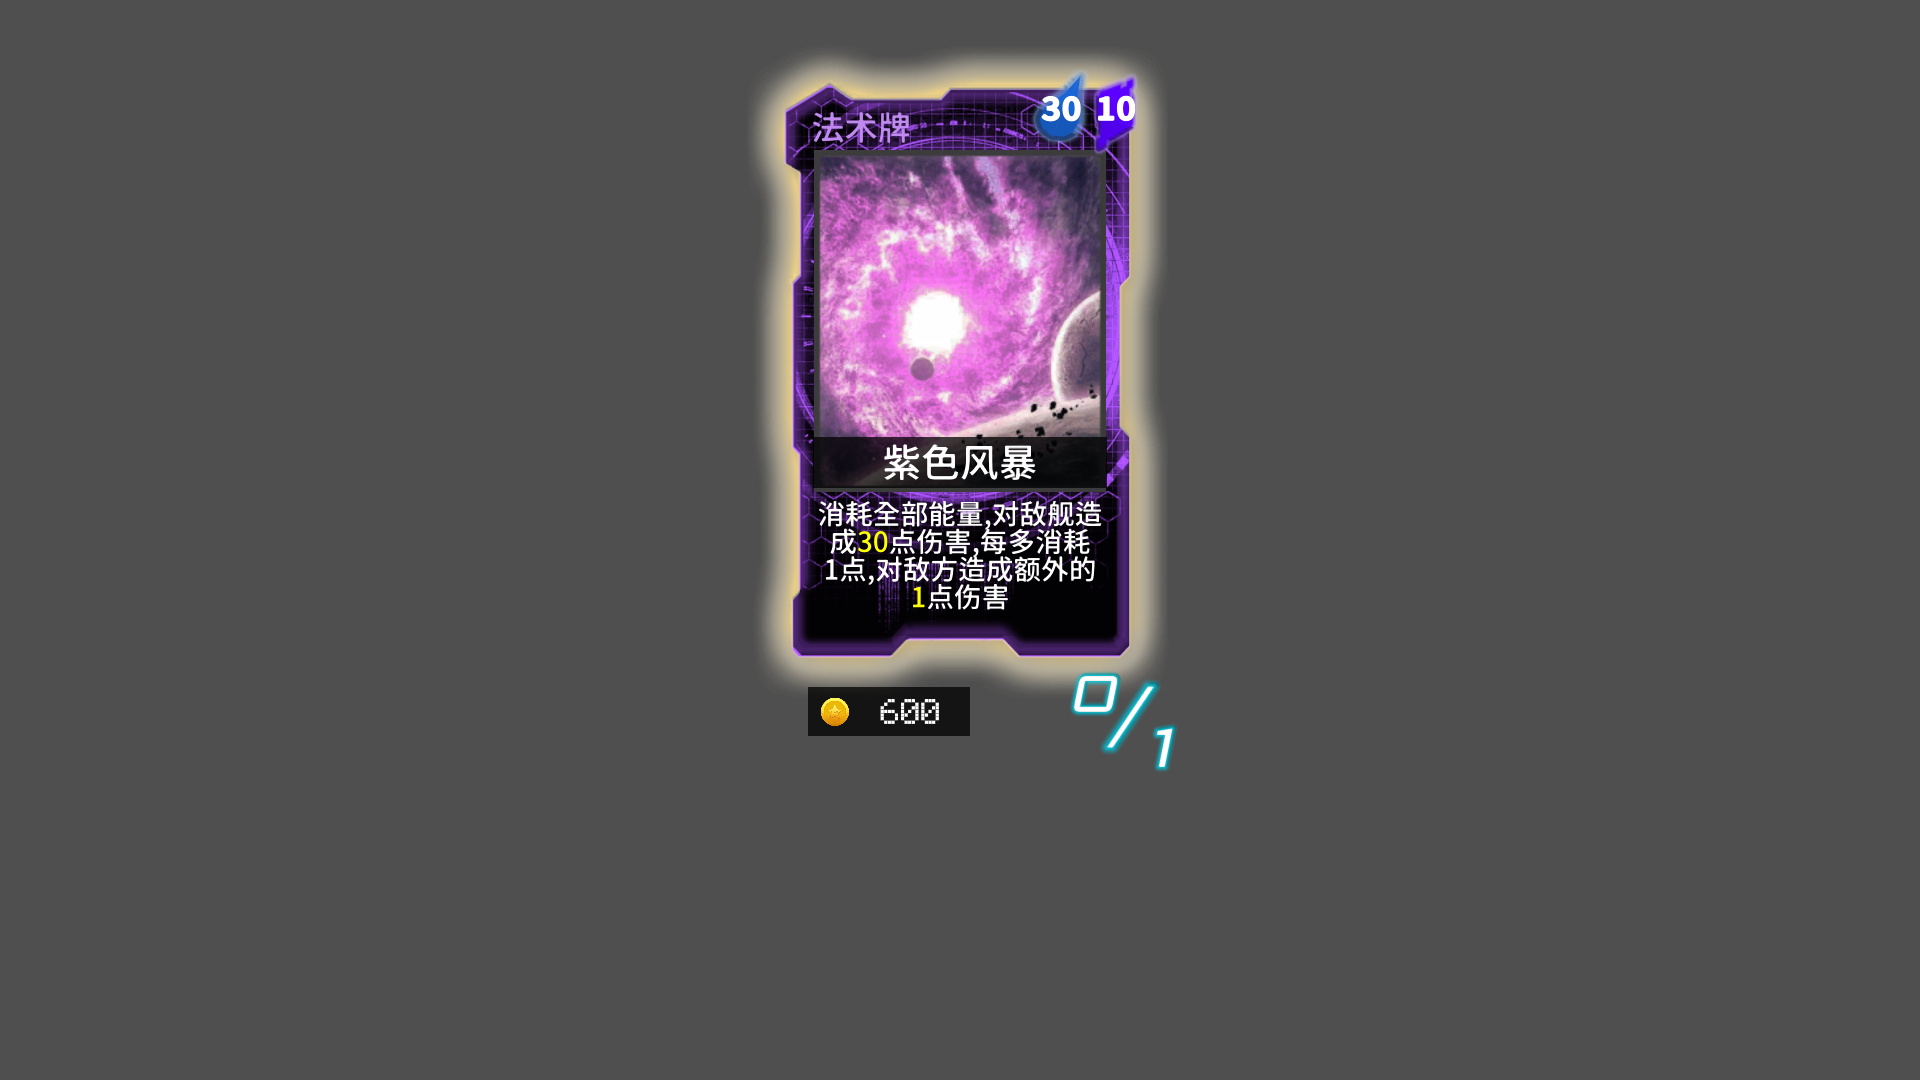 30 10
法术牌
紫色风暴
消耗全部能量,对敌舰造
成30点伤害,每多消耗
1点,对敌方造成额外的
1点伤害
600
0/1